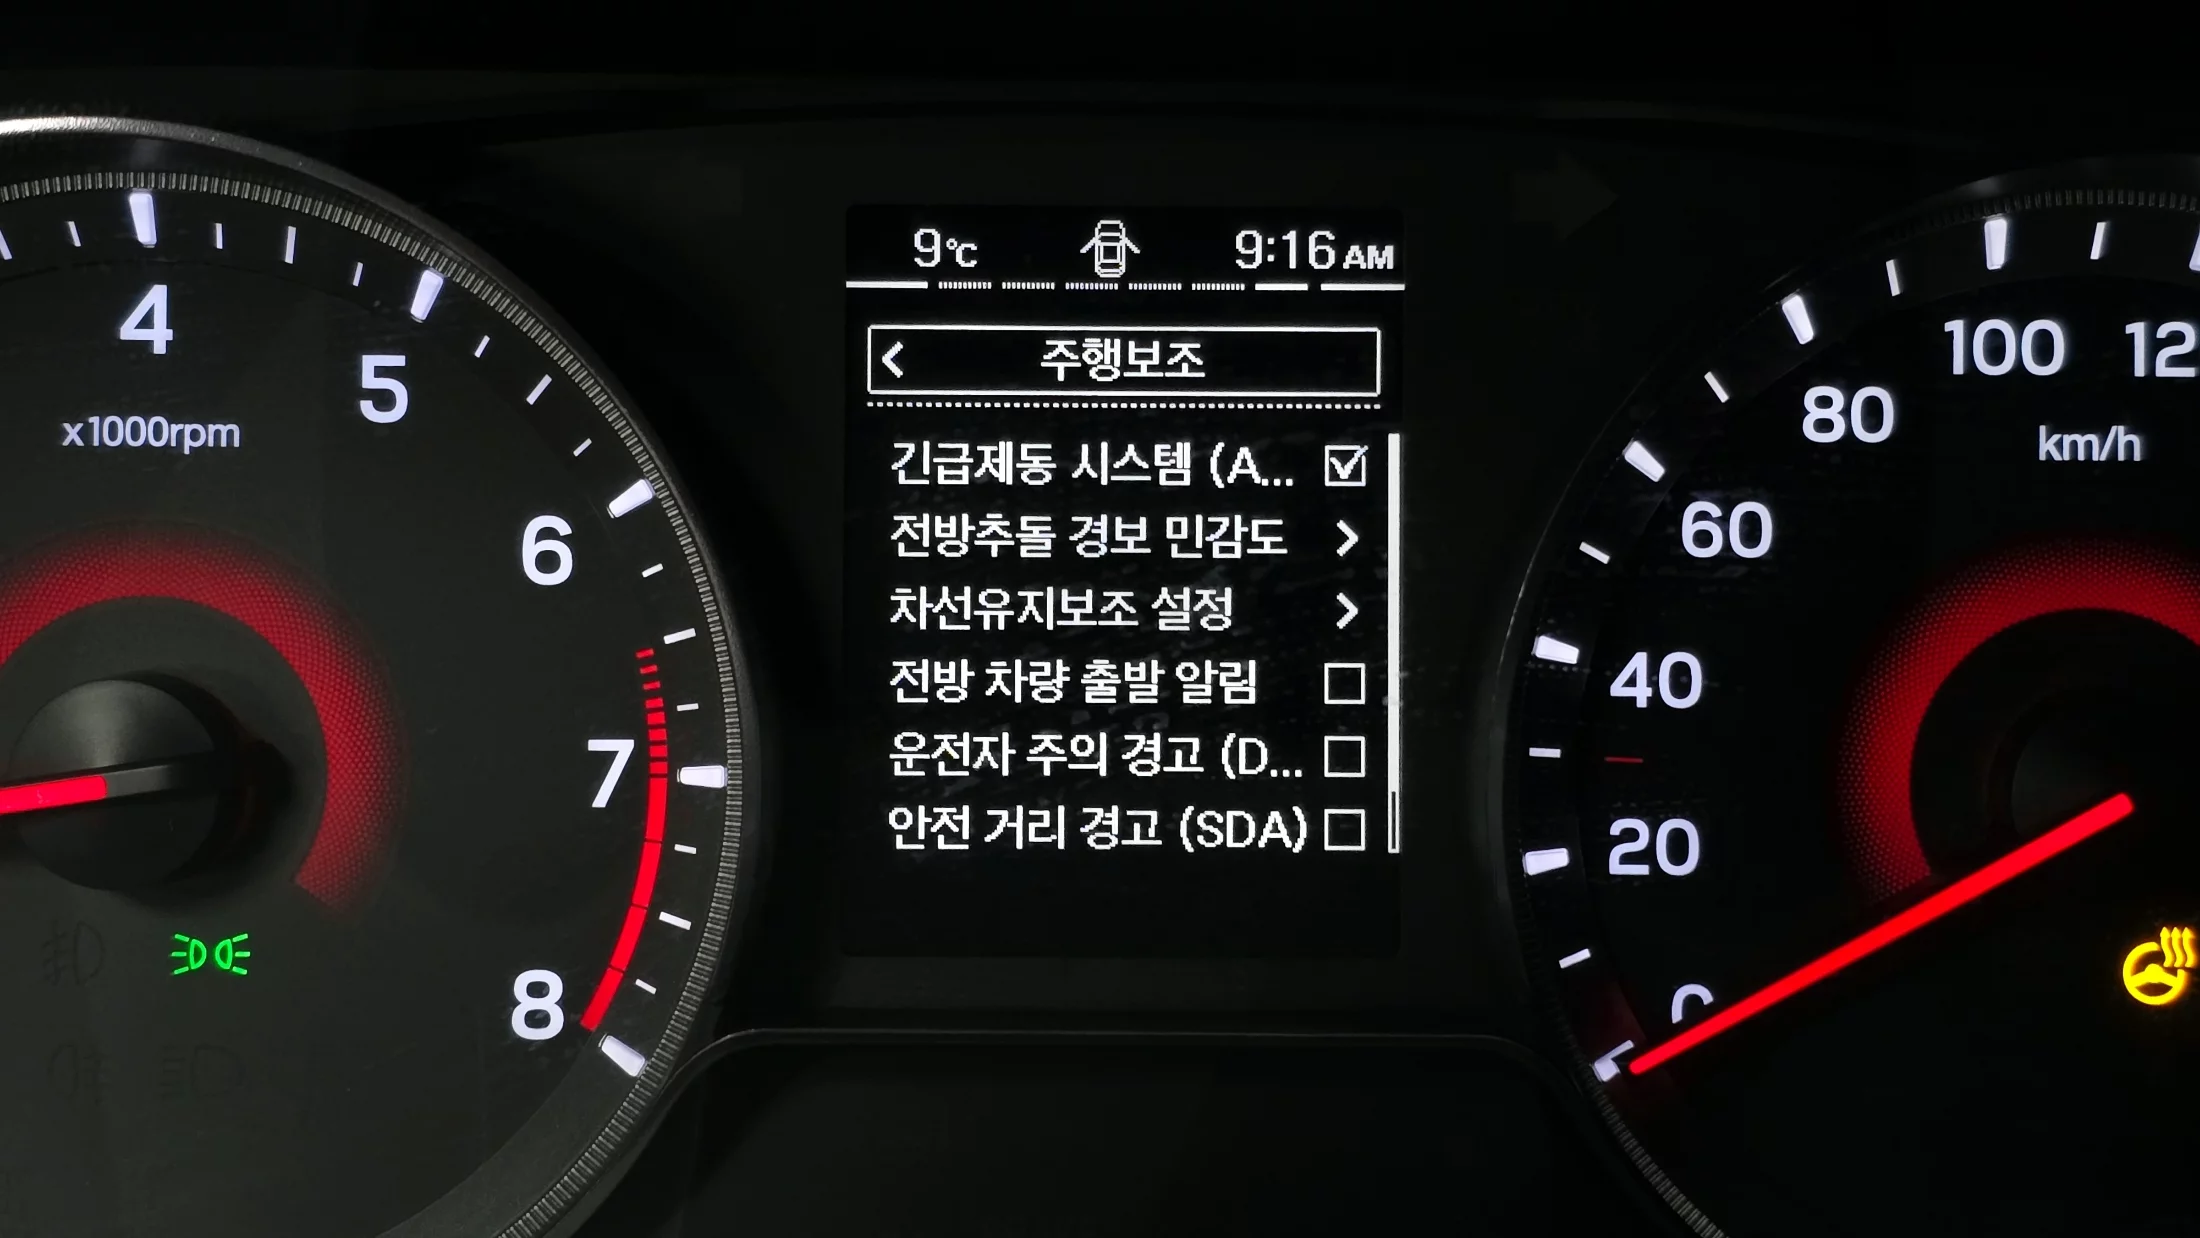 4
5
6
7
8
x1000rpm
9℃
9:16 AM
주행보조
긴급제동 시스템 (A...
전방추돌 경보 민감도
차선유지보조 설정
전방 차량 출발 알림
운전자 주의 경고 (D...
안전 거리 경고 (SDA)
100
80
km/h
60
40
20
0